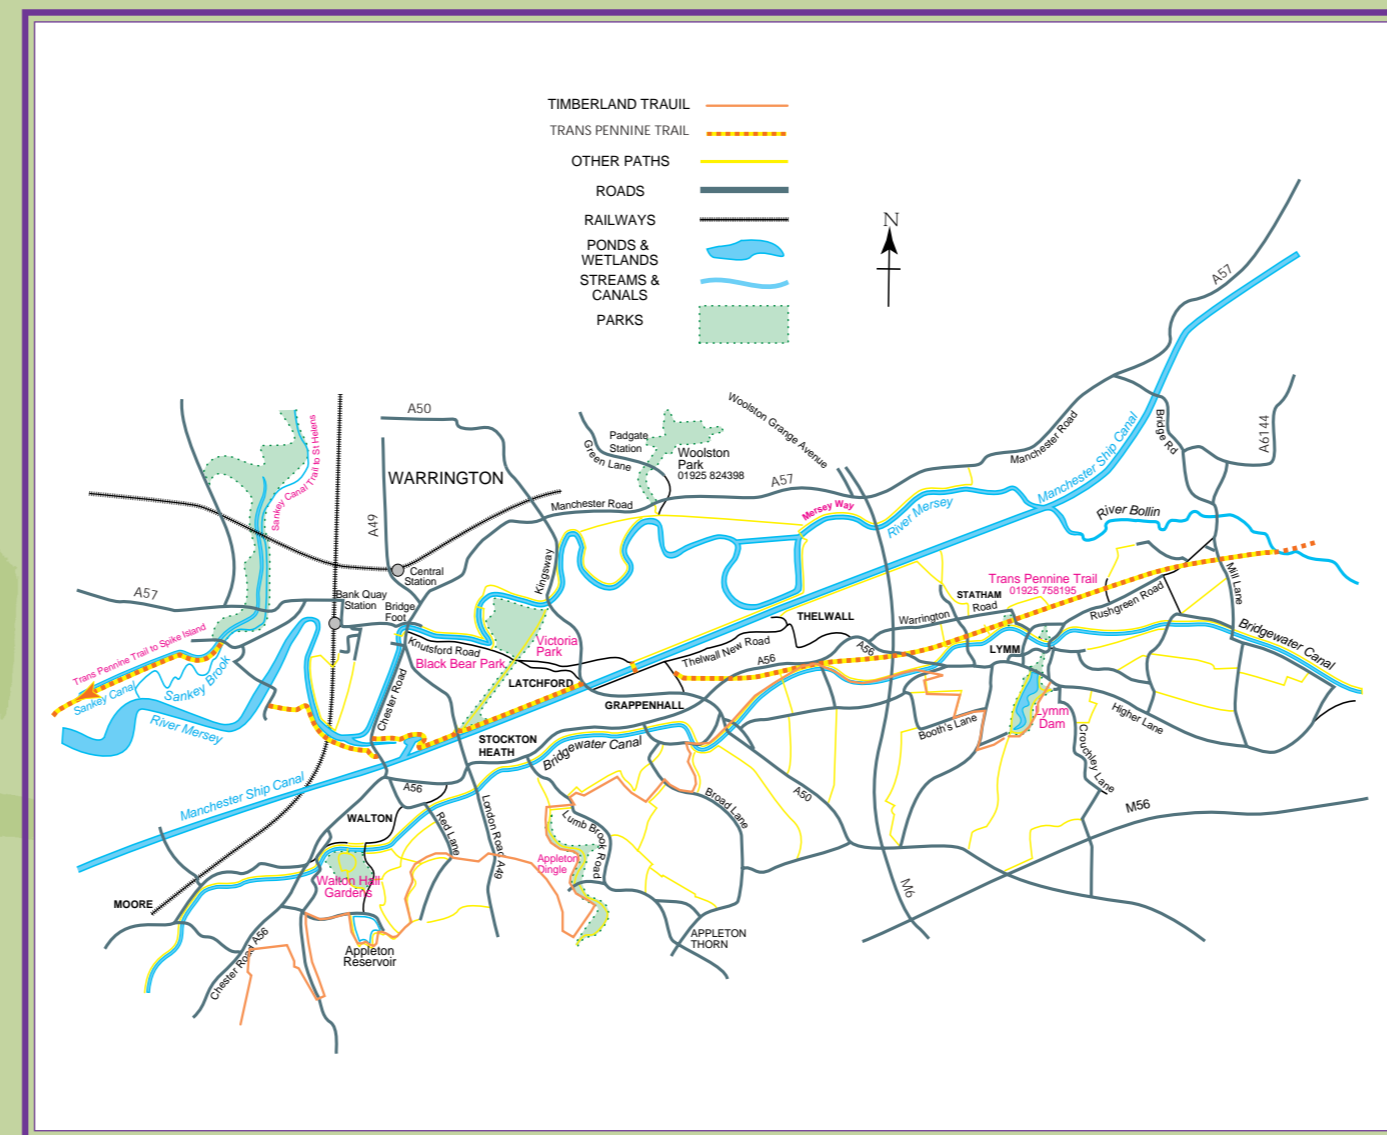 TIMBERLAND TRAUIL
TRANS PENNINE TRAIL
OTHER PATHS
ROADS
RAILWAYS
PONDS &
WETLANDS
STREAMS &
CANALS
PARKS
N
A57
A50
Woolston Grange Avenue
Padgate
Station
Green Lane
Woolston
Park
01925 824398
Manchester Road
Bridge Rd
A6144
Sankey Canal Trail to St Helens
WARRINGTON
A49
A57
Manchester Road
Mersey Way
River Mersey
Manchester Ship Canal
River Bollin
Central
Station
Kingsway
A57
Bank Quay
Station
Bridge
Foot
Trans Pennine Trail
01925 758195
STATHAM
Road
Warrington
Rushgreen Road
Mill Lane
THELWALL
Trans Pennine Trail to Spike Island
Sankey Canal
Sankey Brook
River Mersey
Knutsford Road
Black Bear Park
Victoria
Park
Thelwall New Road
A56
A56
LYMM
Bridgewater Canal
LATCHFORD
GRAPPENHALL
Chester Road
Lymm
Dam
Booth's Lane
Higher Lane
Crouchley Lane
STOCKTON
HEATH
Bridgewater Canal
Manchester Ship Canal
A56
WALTON
Red Lane
London Road A49
Lumb Brook Road
Broad Lane
A50
M56
Appleton
Dingle
Walton Hall
Gardens
M6
MOORE
Chester Road A56
Appleton
Reservoir
APPLETON
THORN